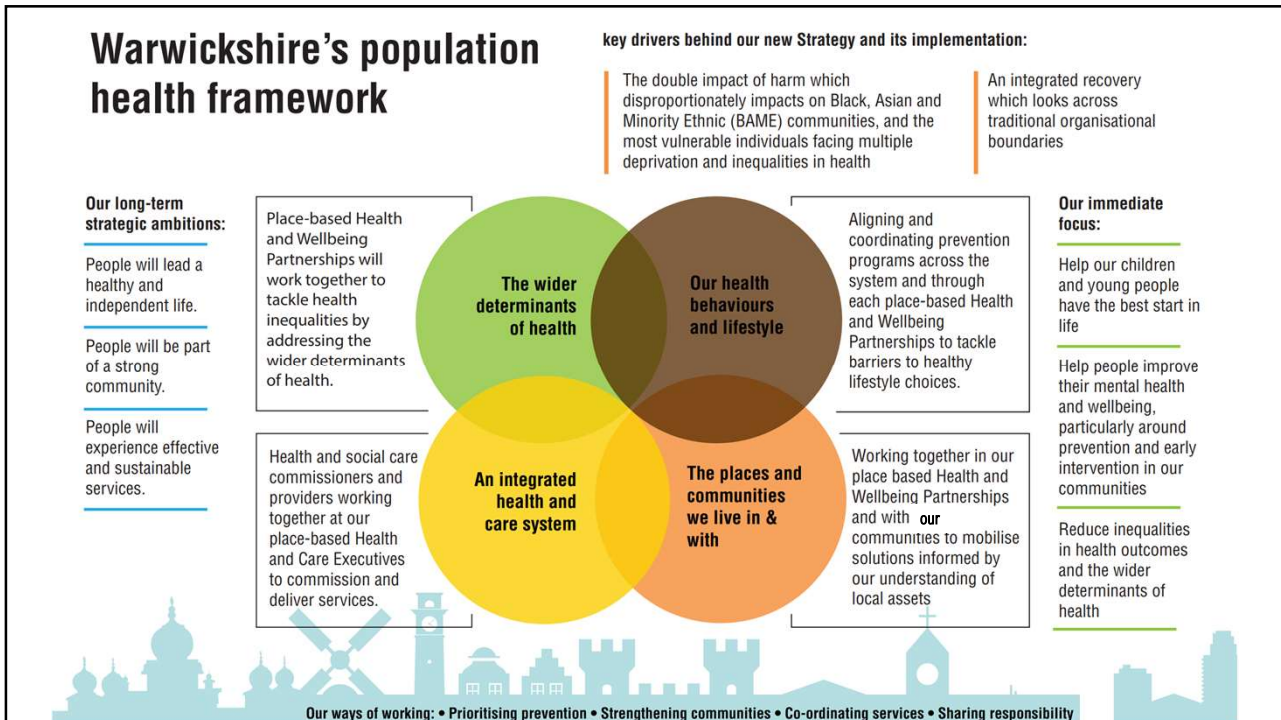 Warwickshire's population
health framework
key drivers behind our new Strategy and its implementation:
The double impact of harm which
disproportionately impacts on Black, Asian and
Minority Ethnic (BAME) communities, and the
most vulnerable individuals facing multiple
deprivation and inequalities in health
An integrated recovery
which looks across
traditional organisational
boundaries
Our long-term
strategic ambitions:
People will lead a
healthy and
independent life.
People will be part
of a strong
community.
People will
experience effective
and sustainable
services.
Place-based Health
and Wellbeing
Partnerships will
work together to
tackle health
inequalities by
addressing the
wider determinants
of health.
The wider
determinants
of health
Our health
behaviours
and lifestyle
Aligning and
coordinating prevention
programs across the
system and through
each place-based Health
and Wellbeing
Partnerships to tackle
barriers to healthy
lifestyle choices.
Health and social care
commissioners and
providers working
together at our
place-based Health
and Care Executives
to commission and
deliver services.
An integrated
health and
care system
The places and
communities
we live in &
with
Working together in our
place based Health and
Wellbeing Partnerships
and with our
communities to mobilise
solutions informed by
our understanding of
local assets
Our immediate
focus:
Help our children
and young people
have the best start in
life
Help people improve
their mental health
and wellbeing,
particularly around
prevention and early
intervention in our
communities
Reduce inequalities
in health outcomes
and the wider
determinants of
health
Our ways of working: • Prioritising prevention • Strengthening communities • Co-ordinating services • Sharing responsibility